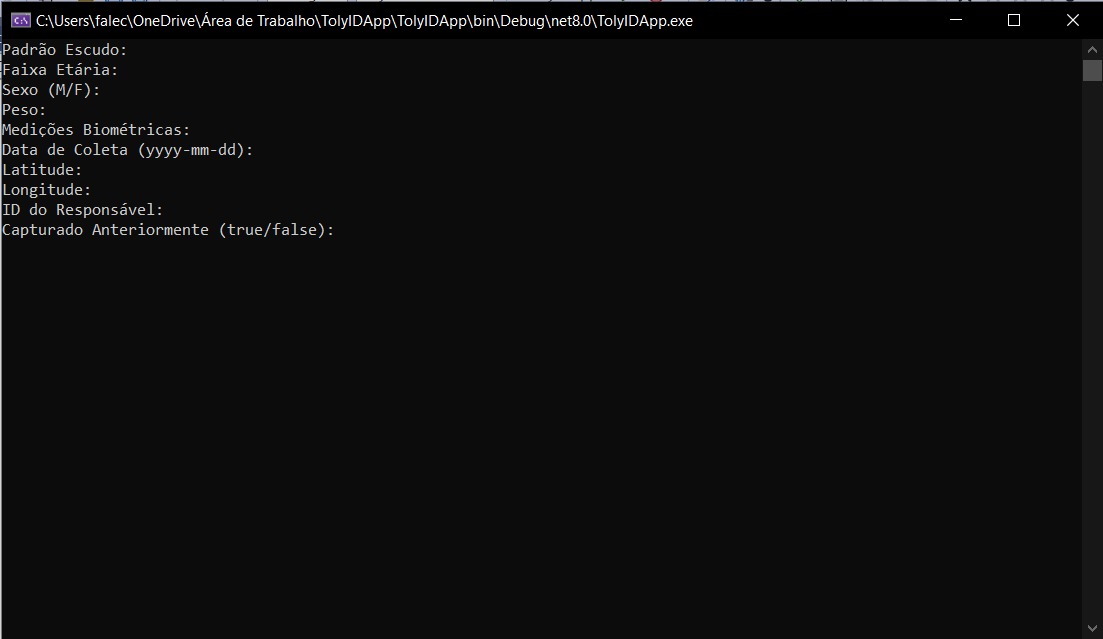 C:\Users\falec\OneDrive\Área de Trabalho\TolyIDApp\TolyIDApp\bin\Debug\net8.0\TolyIDApp.exe
Padrão Escudo:
Faixa Etária:
Sexo (M/F):
Peso:
Medições Biométricas:
Data de Coleta (yyyy-mm-dd):
Latitude:
Longitude:
ID do Responsável:
Capturado Anteriormente (true/false):